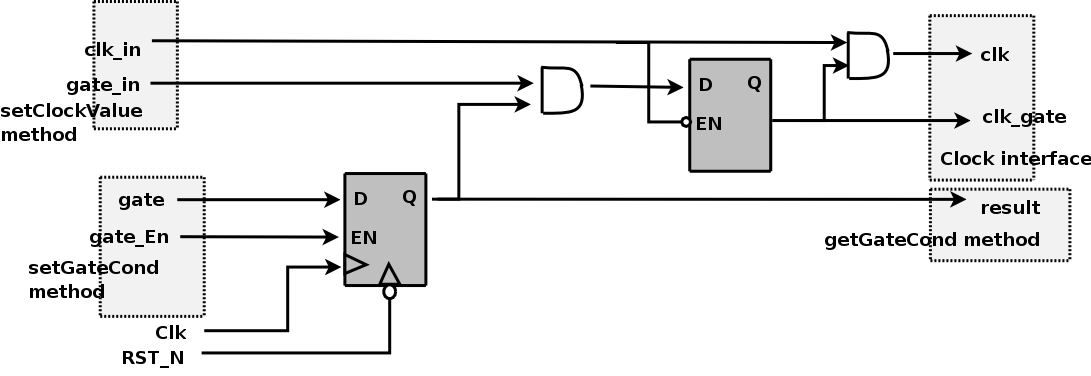 clk_in
gate_in
setClockValue
method
D Q
EN
clk
clk_gate
Clock interface
gate
gate_En
setGateCond
method
D Q
EN
result
getGateCond method
Clk
RST_N